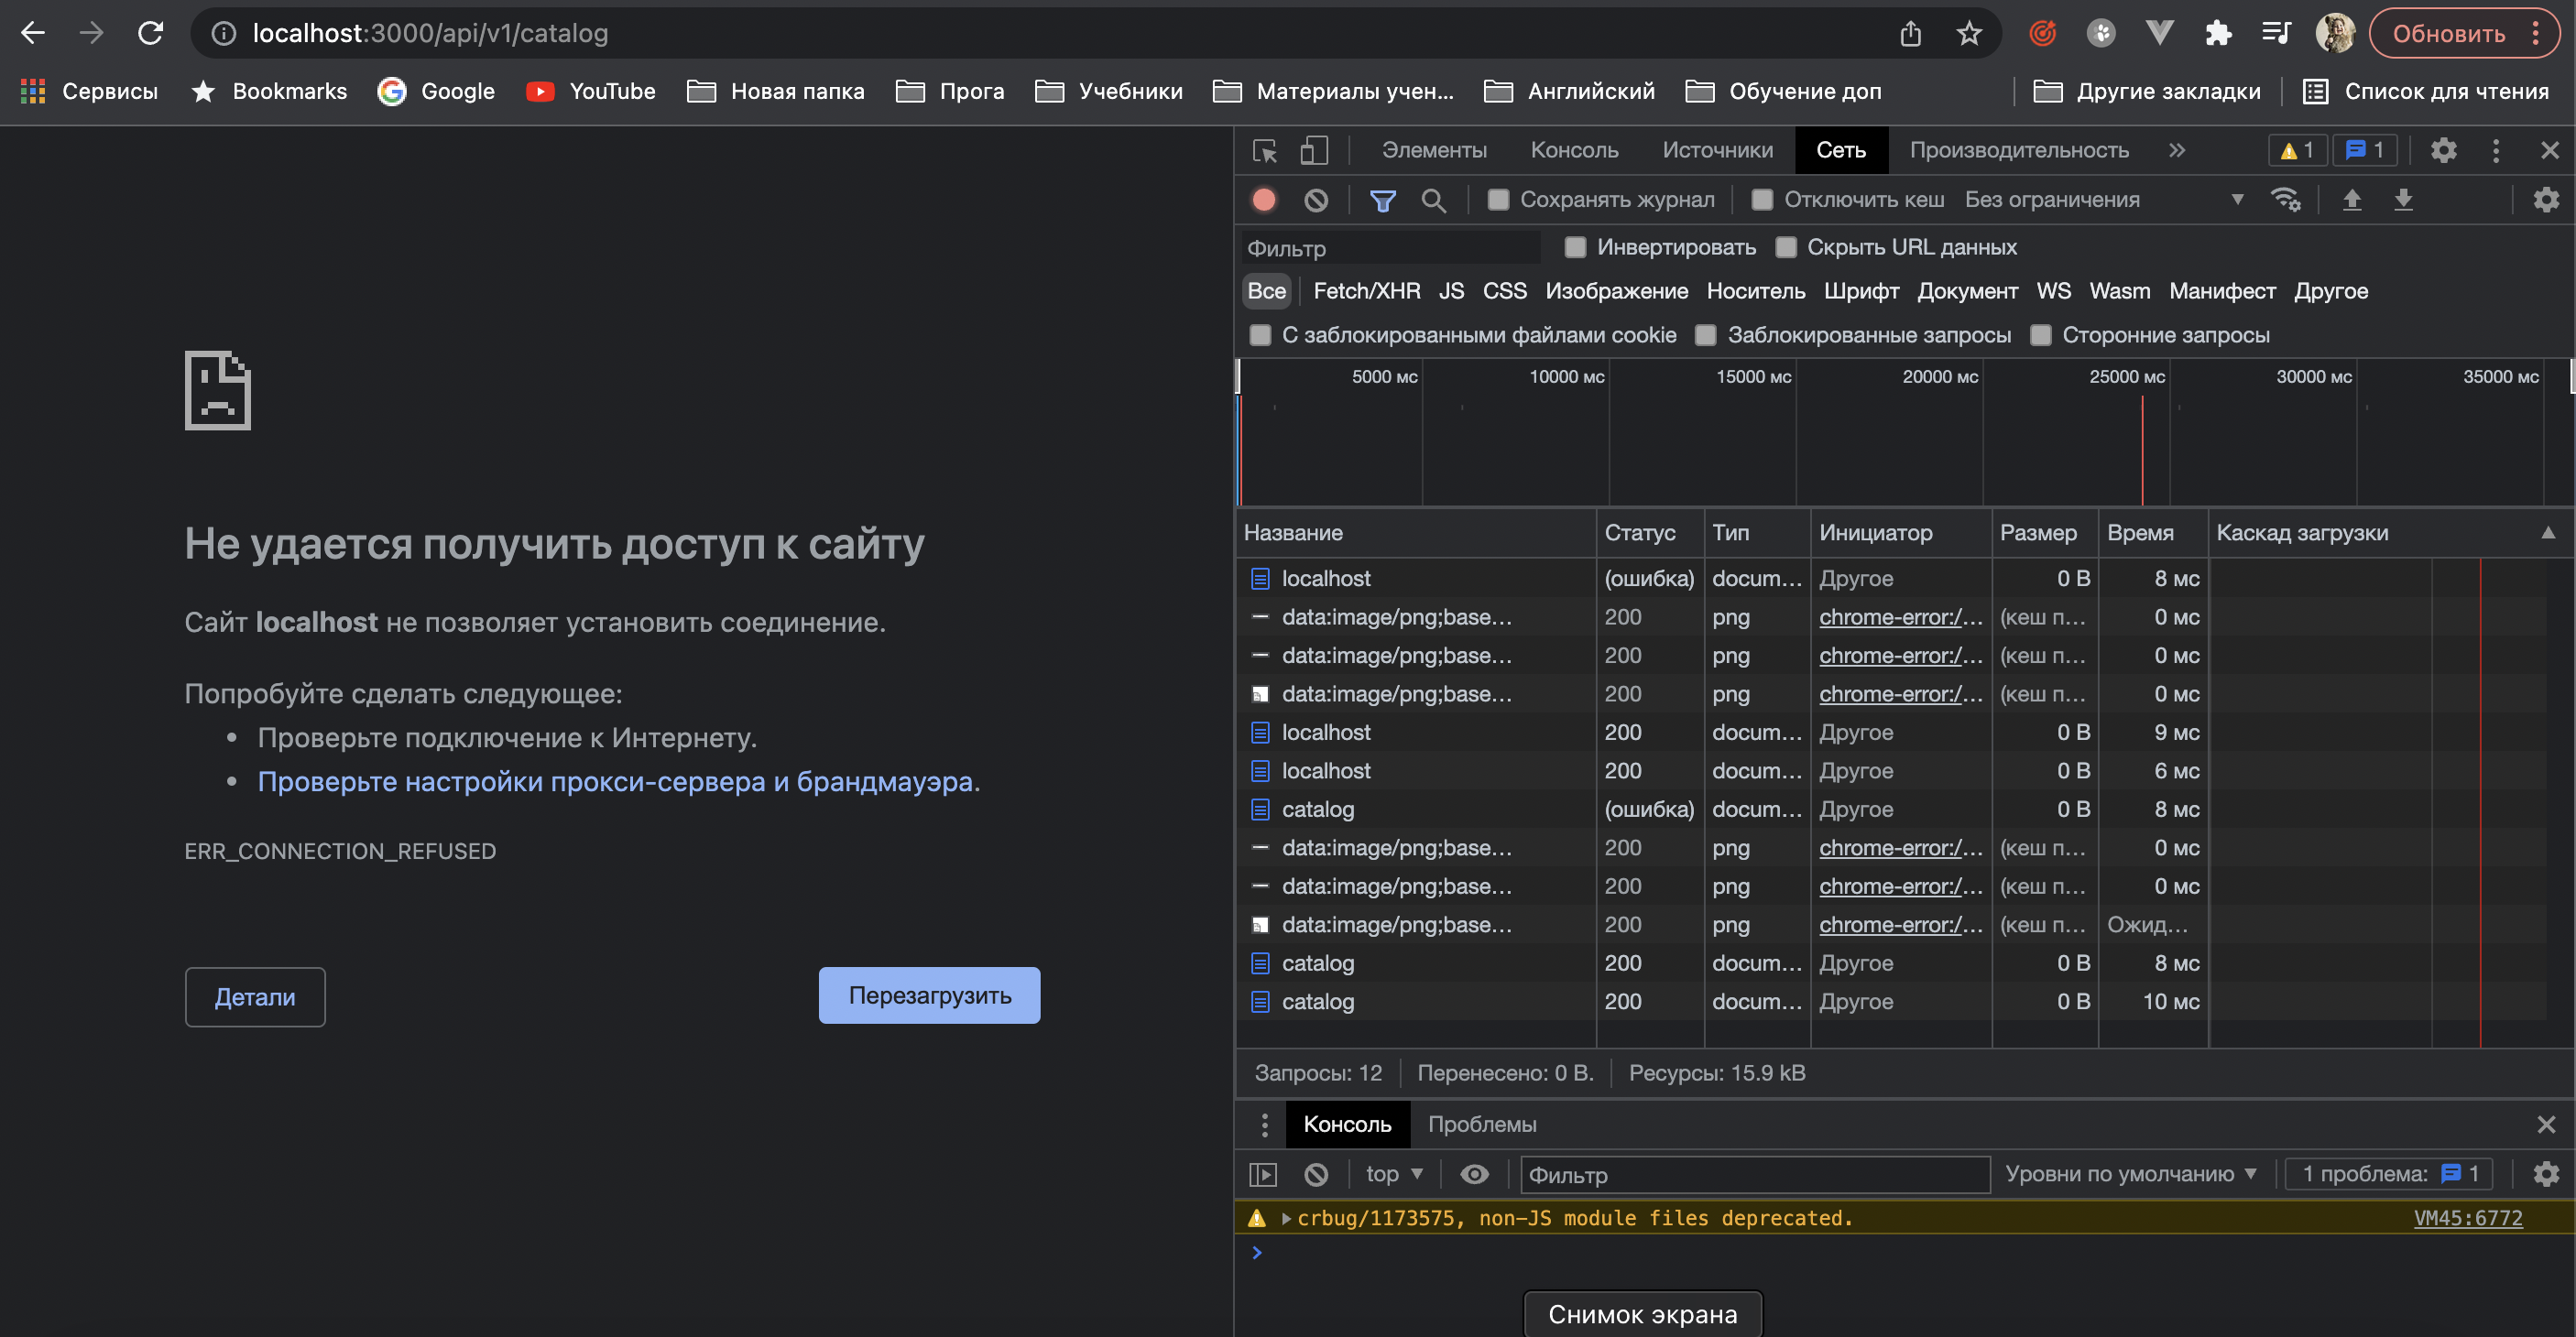 localhost:3000/api/v1/catalog
Обновить
Сервисы Bookmarks Google YouTube Новая папка Прога Учебники Материалы учен... Английский Обучение доп Другие закладки Список для чтения
Не удается получить доступ к сайту
Сайт localhost не позволяет установить соединение.
Попробуйте сделать следующее:
• Проверьте подключение к Интернету.
• Проверьте настройки прокси-сервера и брандмауэра.
ERR_CONNECTION_REFUSED
Детали Перезагрузить
Элементы Консоль Источники Сеть Производительность » 1 1
Сохранять журнал Отключить кеш Без ограничения
Фильтр Инвертировать Скрыть URL данных
Все Fetch/XHR JS CSS Изображение Носитель Шрифт Документ WS Wasm Манифест Другое
С заблокированными файлами cookie Заблокированные запросы Сторонние запросы
5000 мс 10000 мс 15000 мс 20000 мс 25000 мс 30000 мс 35000 мс
Название Статус Тип Инициатор Размер Время Каскад загрузки
localhost (ошибка) docum... Другое 0 B 8 мс
data:image/png;base... 200 png chrome-error:/... (кеш п... 0 мс
data:image/png;base... 200 png chrome-error:/... (кеш п... 0 мс
data:image/png;base... 200 png chrome-error:/... (кеш п... 0 мс
localhost 200 docum... Другое 0 B 9 мс
localhost 200 docum... Другое 0 B 6 мс
catalog (ошибка) docum... Другое 0 B 8 мс
data:image/png;base... 200 png chrome-error:/... (кеш п... 0 мс
data:image/png;base... 200 png chrome-error:/... (кеш п... 0 мс
data:image/png;base... 200 png chrome-error:/... (кеш п... Ожид...
catalog 200 docum... Другое 0 B 8 мс
catalog 200 docum... Другое 0 B 10 мс
Запросы: 12 Перенесено: 0 B. Ресурсы: 15.9 kB
Консоль Проблемы
top Фильтр Уровни по умолчанию 1 проблема: 1
crbug/1173575, non-JS module files deprecated. VM45:6772
Снимок экрана